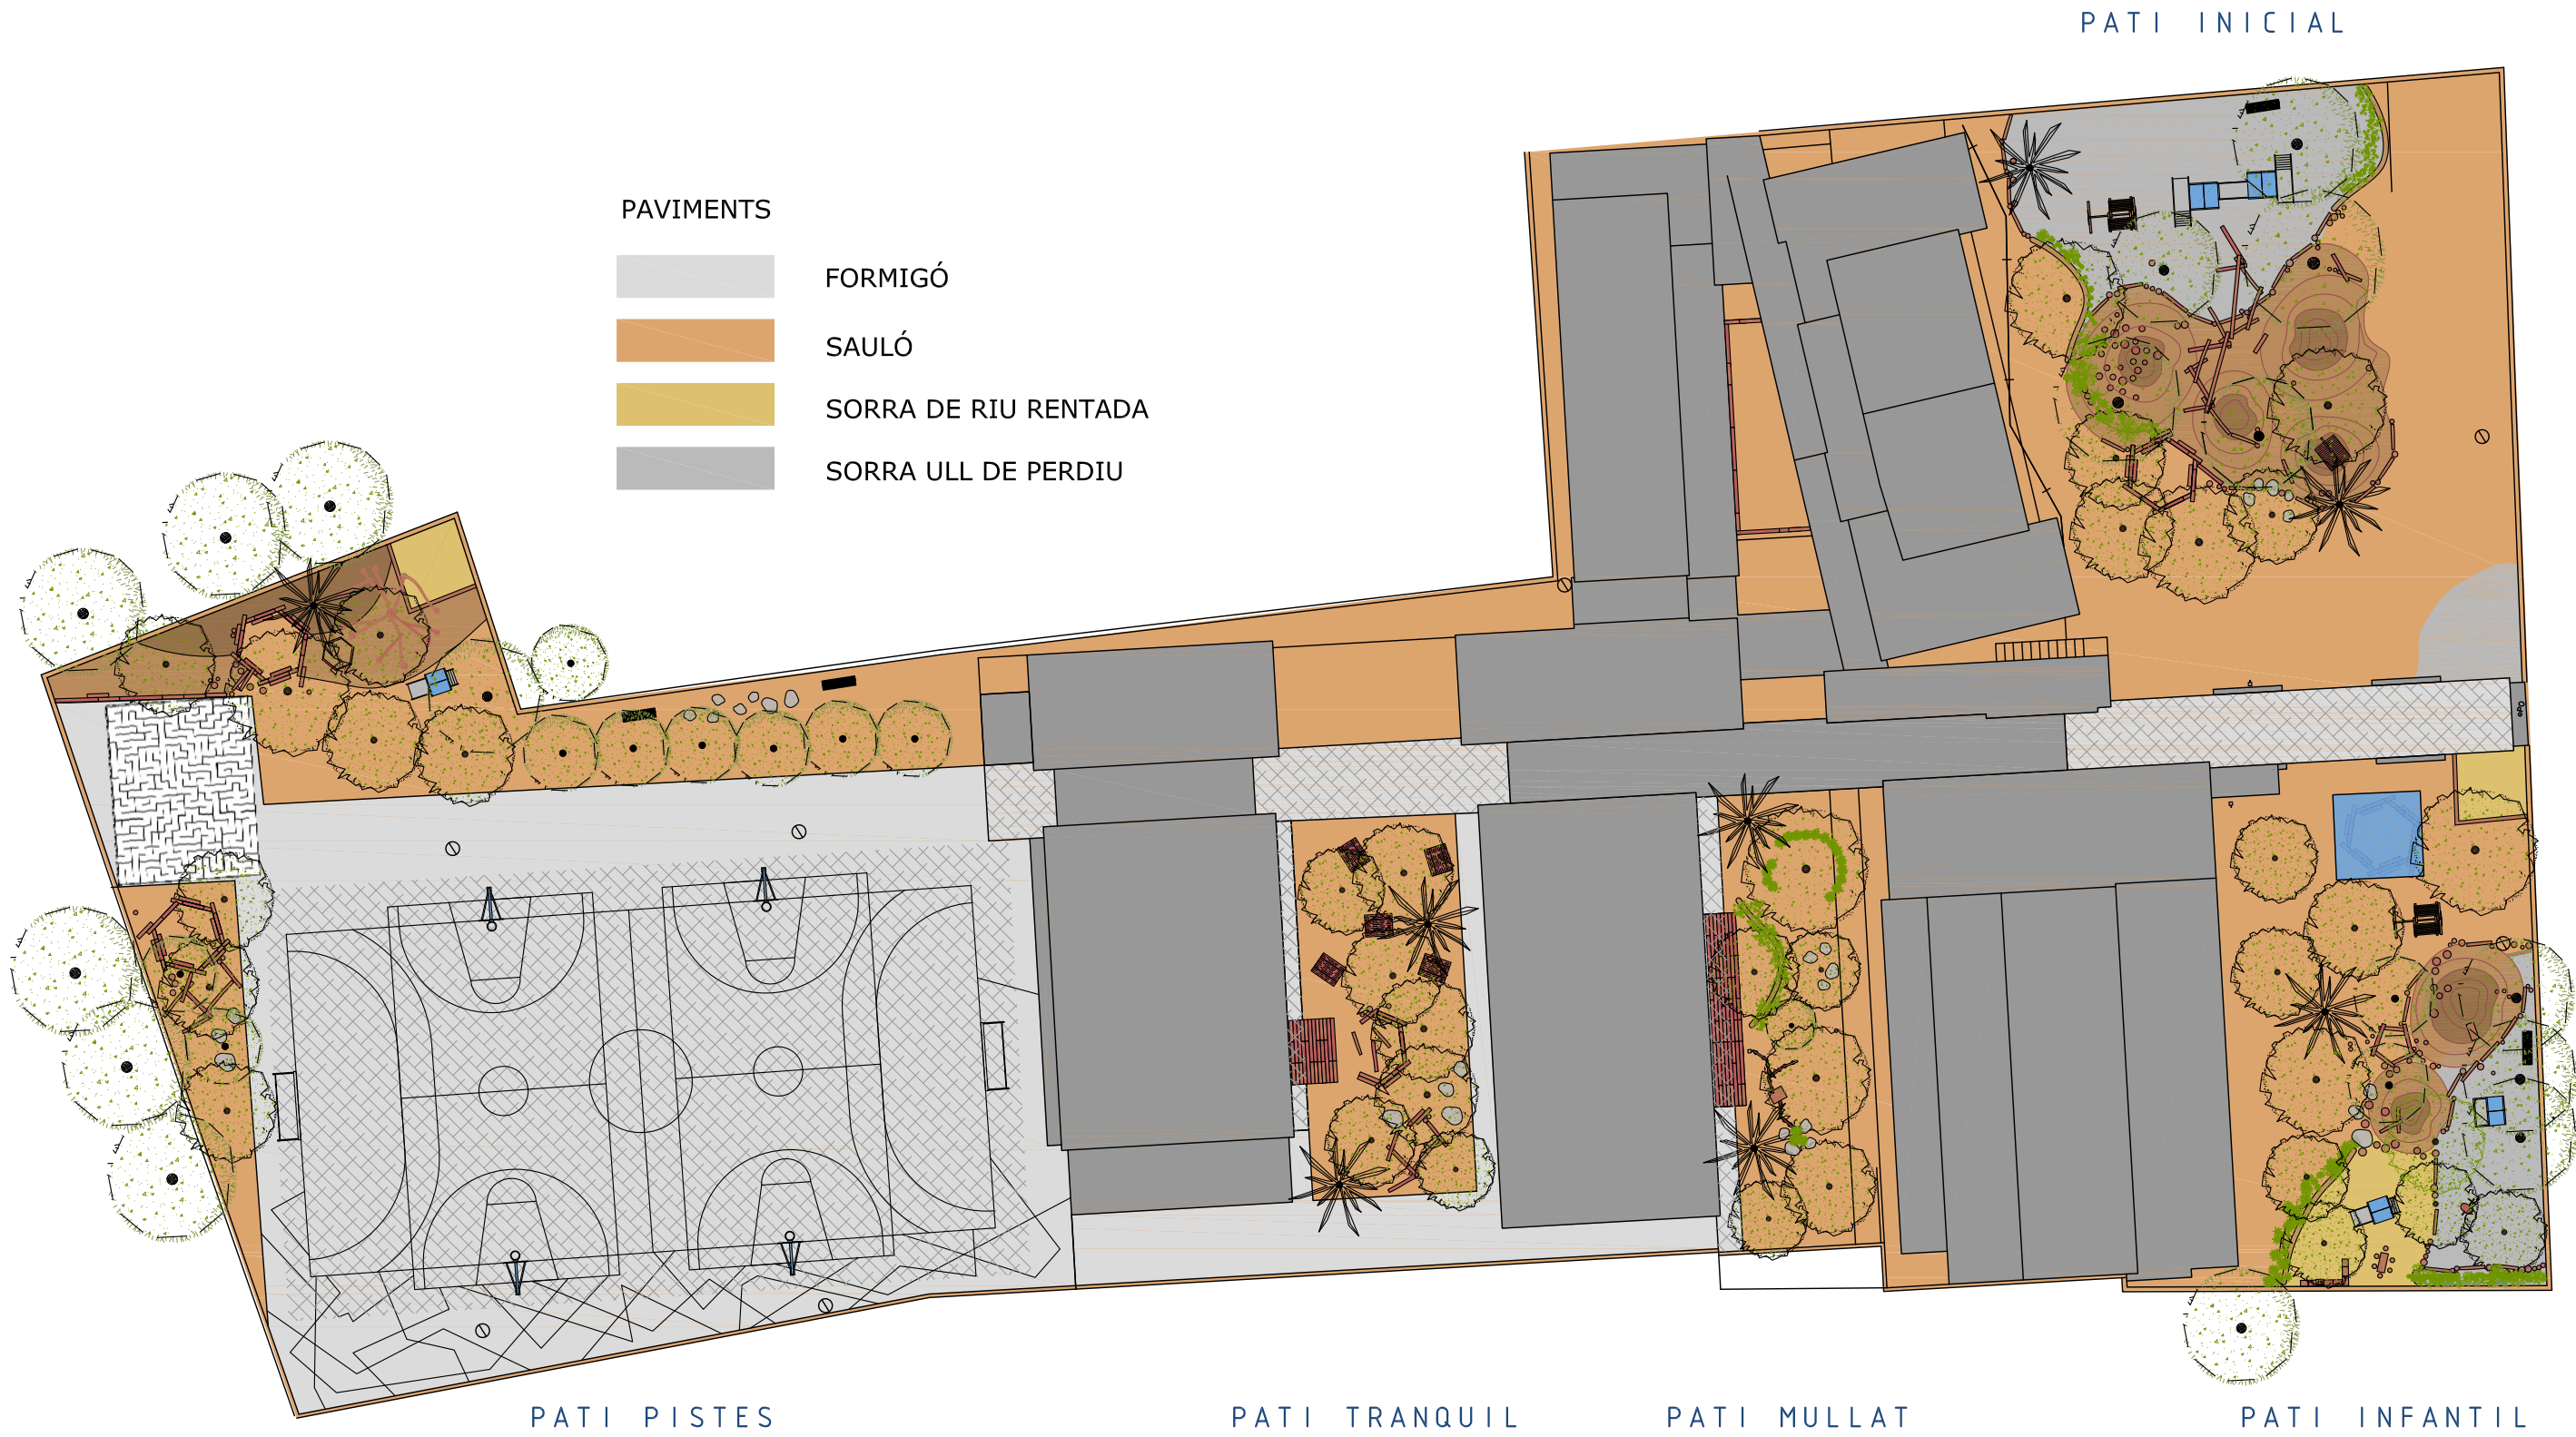 PATI INICIAL
PAVIMENTS
FORMIGÓ
SAULÓ
SORRA DE RIU RENTADA
SORRA ULL DE PERDIU
PATI PISTES
PATI TRANQUIL
PATI MULLAT
PATI INFANTIL